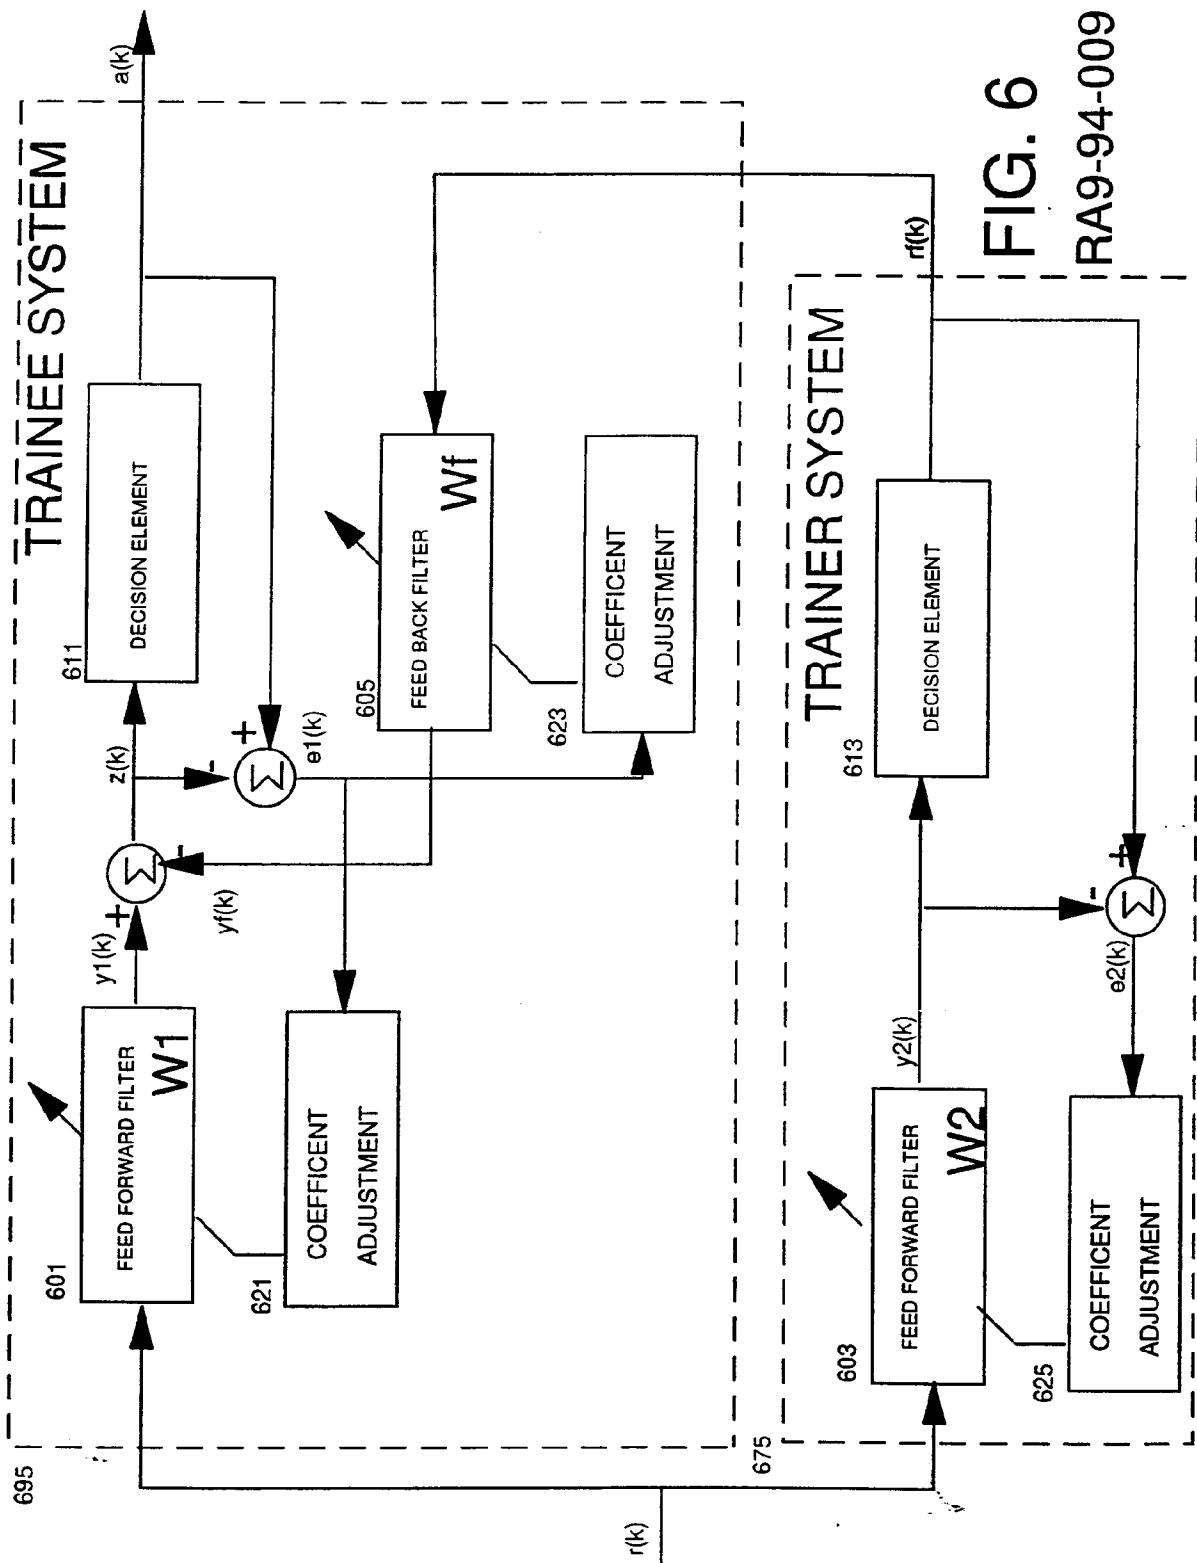 695
TRAINEE SYSTEM
601
FEED FORWARD FILTER
W1
y1(k)
+
Σ
-
z(k)
611
DECISION ELEMENT
a(k)
-
+
Σ
e1(k)
yf(k)
621
COEFFICENT
ADJUSTMENT
605
FEED BACK FILTER
Wf
623
COEFFICENT
ADJUSTMENT
r(k)
675
TRAINER SYSTEM
603
FEED FORWARD FILTER
W2
y2(k)
613
DECISION ELEMENT
rf(k)
-
+
Σ
e2(k)
625
COEFFICENT
ADJUSTMENT
FIG. 6
RA9-94-009